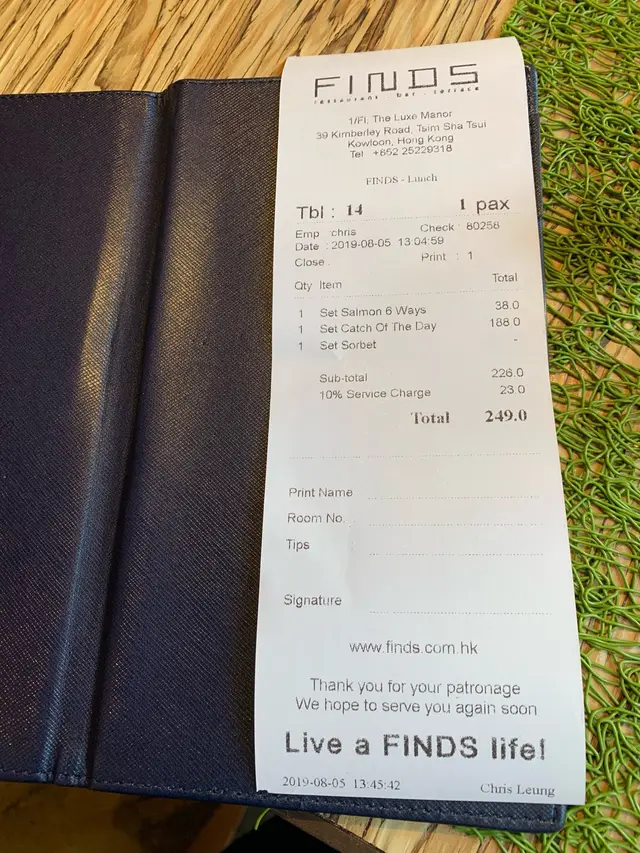 FINDS
restaurant · bar · terrace
1/Fl, The Luxe Manor
39 Kimberley Road, Tsim Sha Tsui
Kowloon, Hong Kong
Tel +852 25229318
FINDS - Lunch
Tbl : 14 1 pax
Emp :chris Check : 80258
Date : 2019-08-05 13:04:59
Close : Print : 1
Qty Item Total
1 Set Salmon 6 Ways 38.0
1 Set Catch Of The Day 188.0
1 Set Sorbet -
Sub-total 226.0
10% Service Charge 23.0
Total 249.0
Print Name
Room No.
Tips
Signature
www.finds.com.hk
Thank you for your patronage
We hope to serve you again soon
Live a FINDS life!
2019-08-05 13:45:42 Chris Leung